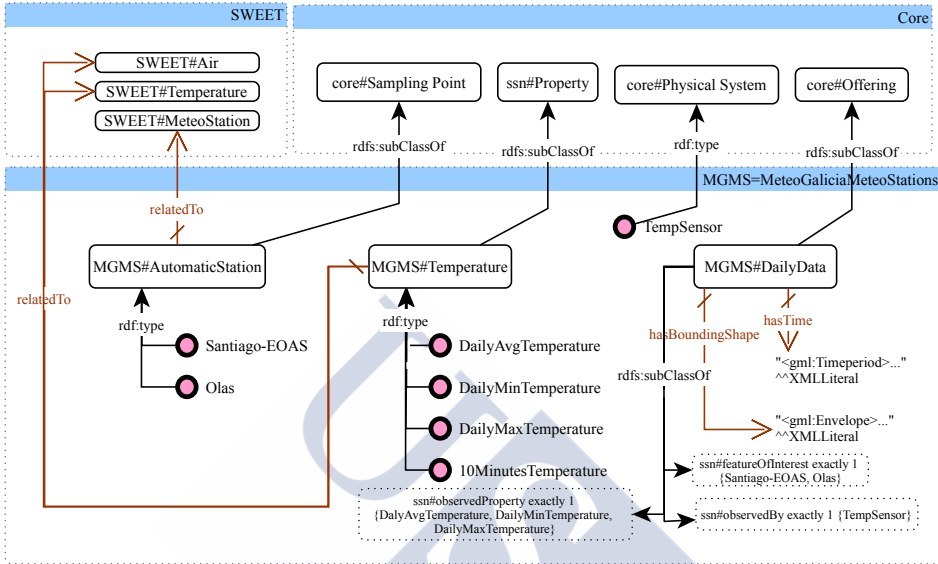 SWEET
Core
SWEET#Air
SWEET#Temperature
SWEET#MeteoStation
core#Sampling Point
ssn#Property
core#Physical System
core#Offering
rdfs:subClassOf
rdfs:subClassOf
rdf:type
rdfs:subClassOf
MGMS=MeteoGaliciaMeteoStations
relatedTo
TempSensor
MGMS#AutomaticStation
MGMS#Temperature
MGMS#DailyData
relatedTo
rdf:type
rdf:type
hasBoundingShape
hasTime
rdfs:subClassOf
Santiago-EOAS
Olas
DailyAvgTemperature
DailyMinTemperature
DailyMaxTemperature
10MinutesTemperature
"<gml:Timeperiod>..."
^^XMLLiteral
"<gml:Envelope>..."
^^XMLLiteral
ssn#featureOfInterest exactly 1
{Santiago-EOAS, Olas}
ssn#observedProperty exactly 1
{DalyAvgTemperature, DailyMinTemperature,
DailyMaxTemperature}
ssn#observedBy exactly 1 {TempSensor}